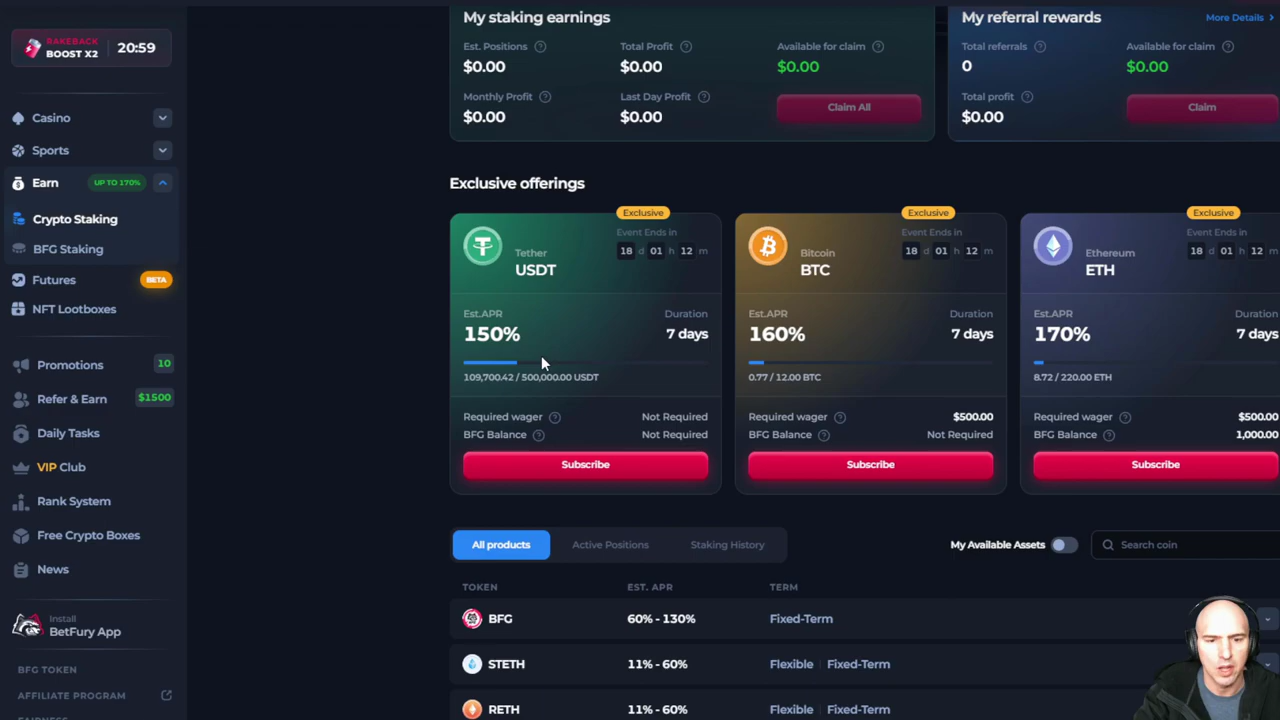 RAKEBACK
BOOST X2
20:59
Casino
Sports
Earn
UP TO 170%
Crypto Staking
BFG Staking
Futures
BETA
NFT Lootboxes
Promotions
10
Refer & Earn
$1500
Daily Tasks
VIP Club
Rank System
Free Crypto Boxes
News
Install
BetFury App
BFG TOKEN
AFFILIATE PROGRAM
FAIRNESS
My staking earnings
Est. Positions ?
Total Profit ?
Available for claim ?
$0.00
$0.00
$0.00
Monthly Profit ?
Last Day Profit ?
Claim All
$0.00
$0.00
My referral rewards
More Details
Total referrals ?
Available for claim ?
0
$0.00
Total profit ?
Claim
$0.00
Exclusive offerings
Exclusive
Event Ends in
18 d 01 h 12 m
Tether
USDT
Est.APR
Duration
150%
7 days
109,700.42 / 500,000.00 USDT
Required wager ?
Not Required
BFG Balance ?
Not Required
Subscribe
Exclusive
Event Ends in
18 d 01 h 12 m
Bitcoin
BTC
Est.APR
Duration
160%
7 days
0.77 / 12.00 BTC
Required wager ?
$500.00
BFG Balance ?
Not Required
Subscribe
Exclusive
Event Ends in
18 d 01 h 12 m
Ethereum
ETH
Est.APR
Duration
170%
7 days
8.72 / 220.00 ETH
Required wager ?
$500.00
BFG Balance ?
1,000.00
Subscribe
All products
Active Positions
Staking History
My Available Assets
Search coin
TOKEN
EST. APR
TERM
BFG
60% - 130%
Fixed-Term
STETH
11% - 60%
Flexible | Fixed-Term
RETH
11% - 60%
Flexible | Fixed-Term